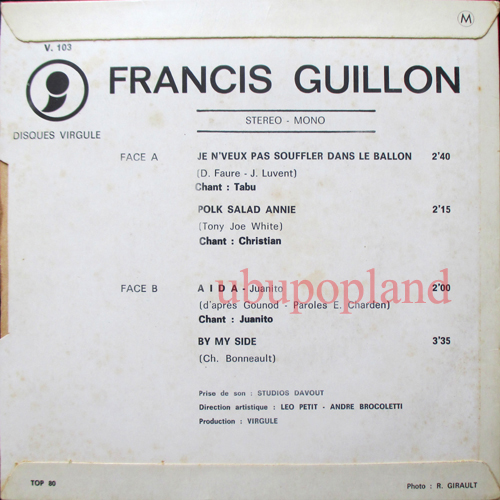 M
V. 103
FRANCIS GUILLON
DISQUES VIRGULE
STEREO - MONO
FACE A JE N'VEUX PAS SOUFFLER DANS LE BALLON 2'40
(D. Faure - J. Luvent)
Chant : Tabu
POLK SALAD ANNIE 2'15
(Tony Joe White)
Chant : Christian
FACE B AIDA - Juanito 2'00
ubupopland
(d'après Gounod - Paroles E. Charden)
Chant : Juanito
BY MY SIDE 3'35
(Ch. Bonneault)
Prise de son : STUDIOS DAVOUT
Direction artistique : LEO PETIT - ANDRE BROCOLETTI
Production : VIRGULE
TOP 80
Photo : R. GIRAULT